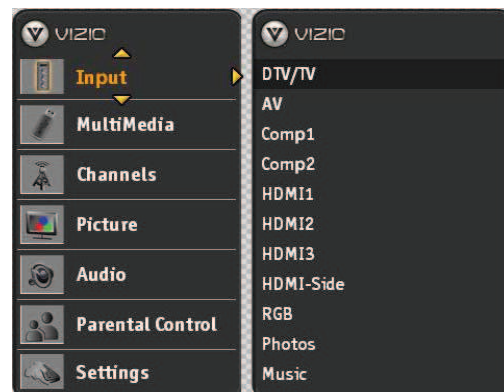 VIZIO
Input
MultiMedia
Channels
Picture
Audio
Parental Control
Settings
VIZIO
DTV/TV
AV
Comp1
Comp2
HDMI1
HDMI2
HDMI3
HDMI-Side
RGB
Photos
Music